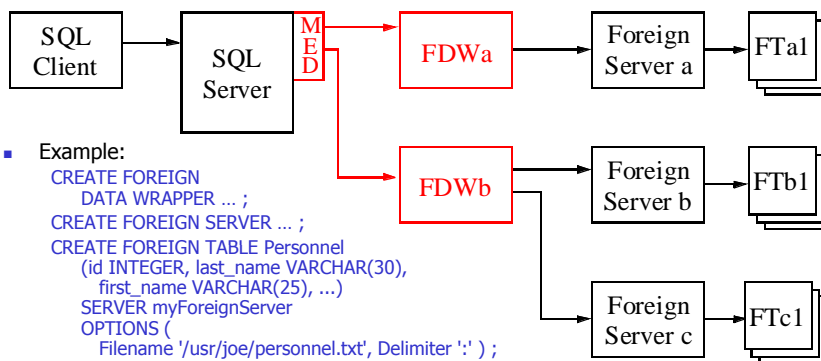 SQL
Client
SQL
Server
M
E
D
FDWa
Foreign
Server a
FTa1
FDWb
Foreign
Server b
FTb1
Foreign
Server c
FTc1
▪ Example:
CREATE FOREIGN
DATA WRAPPER ... ;
CREATE FOREIGN SERVER ... ;
CREATE FOREIGN TABLE Personnel
(id INTEGER, last_name VARCHAR(30),
first_name VARCHAR(25), ...)
SERVER myForeignServer
OPTIONS (
Filename '/usr/joe/personnel.txt', Delimiter ':' ) ;